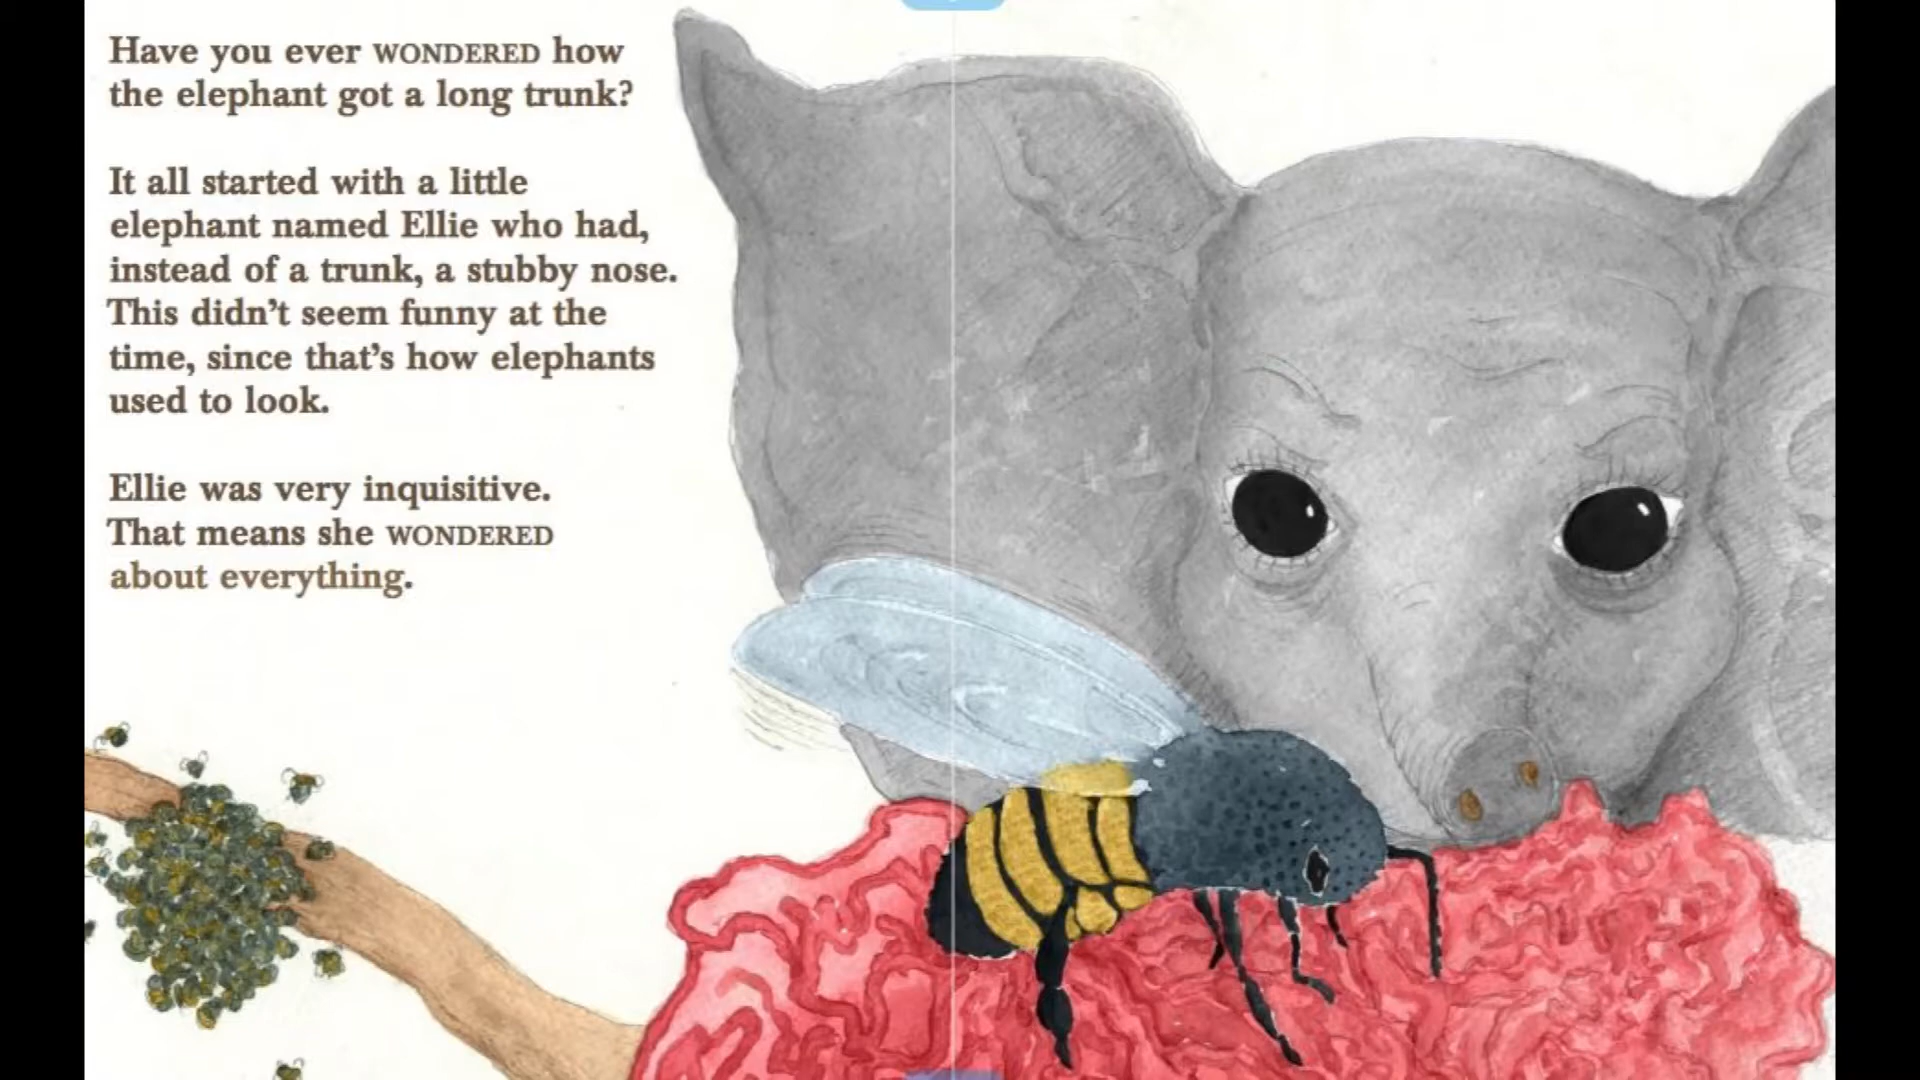 Have you ever WONDERED how
the elephant got a long trunk?
It all started with a little
elephant named Ellie who had,
instead of a trunk, a stubby nose.
This didn't seem funny at the
time, since that's how elephants
used to look.
Ellie was very inquisitive.
That means she WONDERED
about everything.